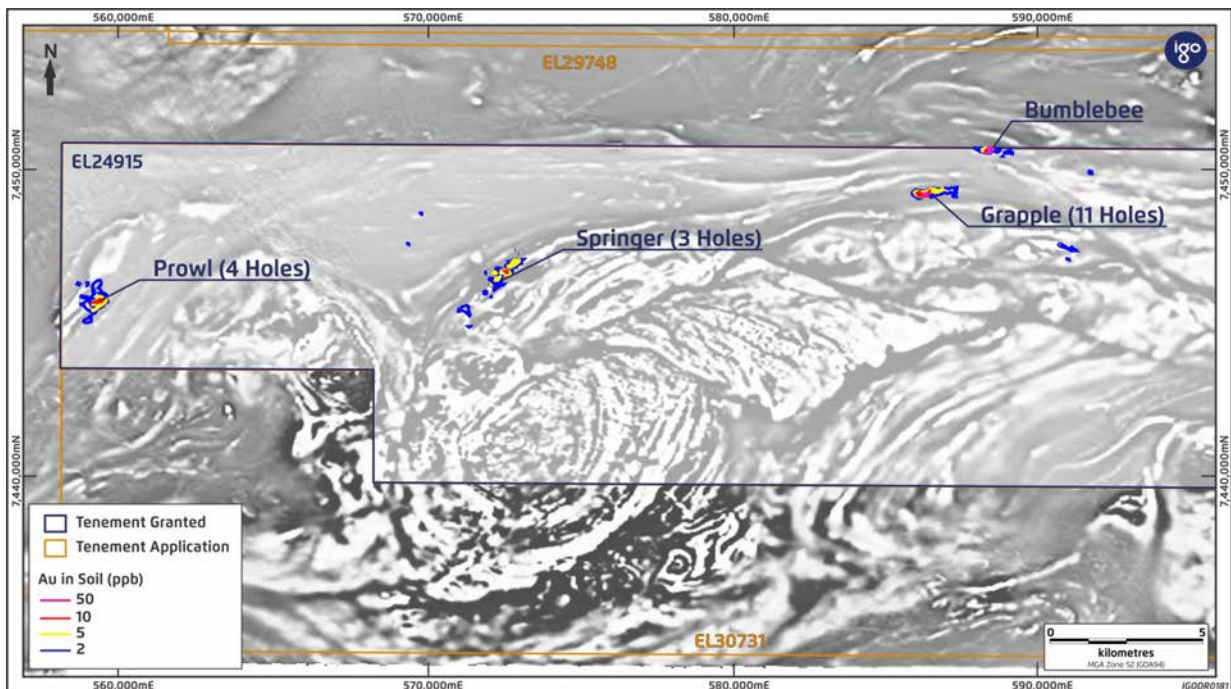 560,000mE
570,000mE
580,000mE
590,000mE
N
EL29748
igo
Bumblebee
EL24915
7,450,000mN
7,450,000mN
Grapple (11 Holes)
Springer (3 Holes)
Prowl (4 Holes)
7,440,000mN
7,440,000mN
Tenement Granted
Tenement Application
Au in Soil (ppb)
50
10
5
2
EL30731
0 5
kilometres
MGA Zone 52 (GDA94)
560,000mE
570,000mE
580,000mE
590,000mE